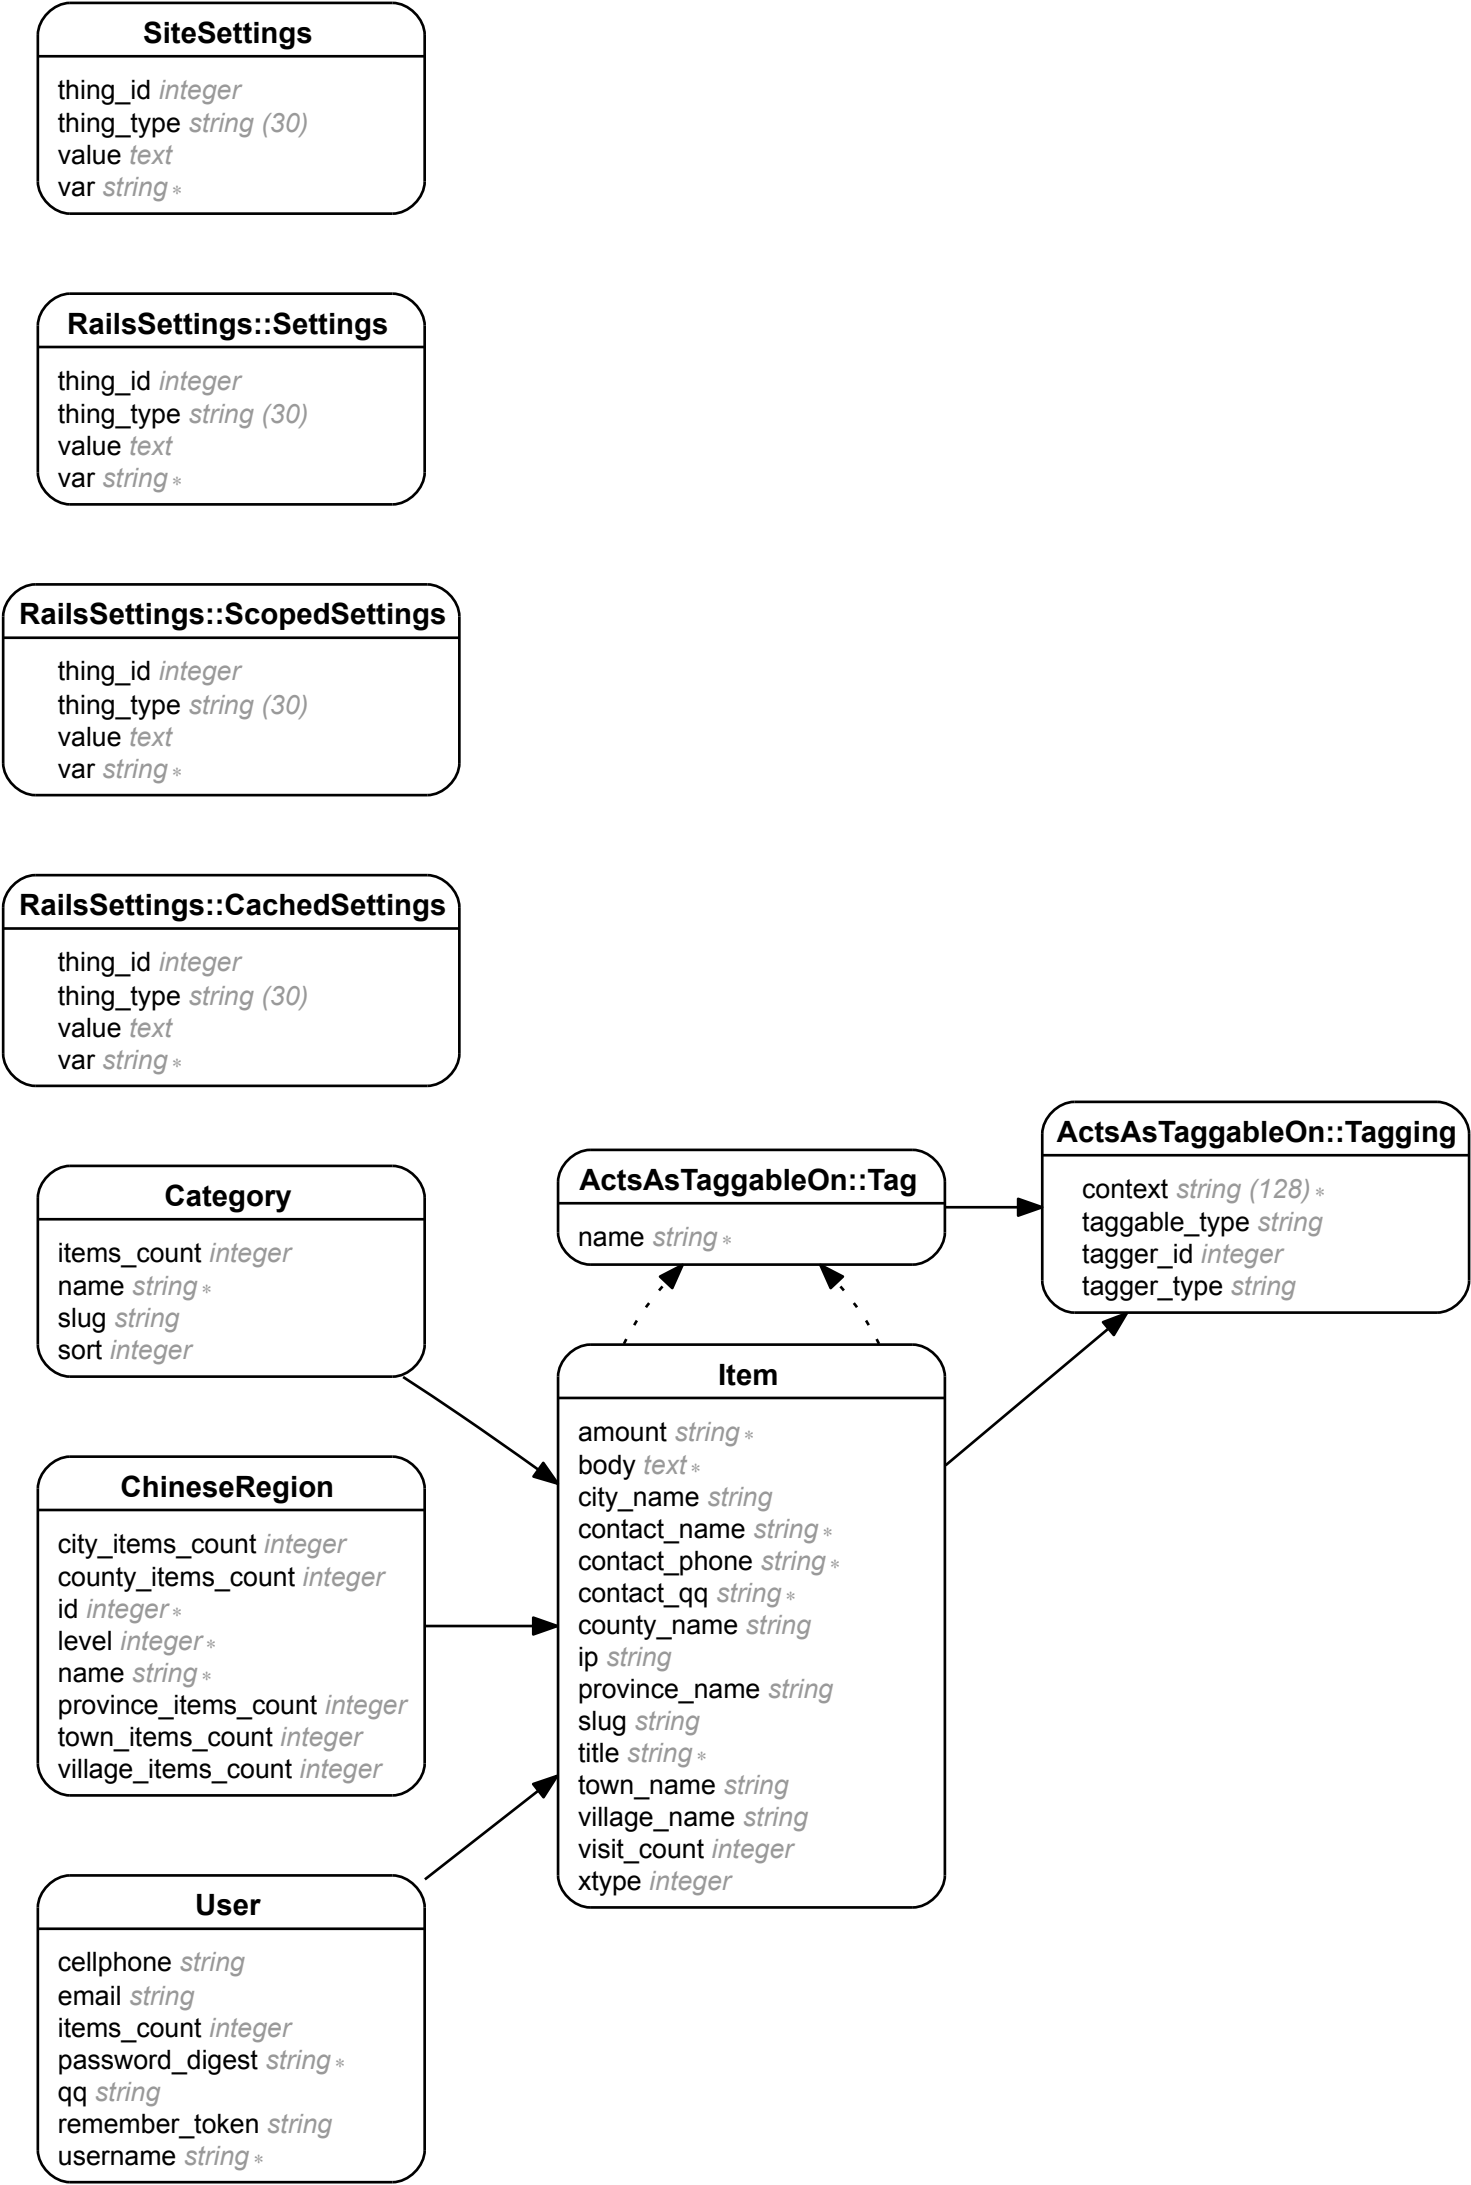 SiteSettings
thing_id integer
thing_type string (30)
value text
var string *
RailsSettings::Settings
thing_id integer
thing_type string (30)
value text
var string *
RailsSettings::ScopedSettings
thing_id integer
thing_type string (30)
value text
var string *
RailsSettings::CachedSettings
thing_id integer
thing_type string (30)
value text
var string *
Category
items_count integer
name string *
slug string
sort integer
ChineseRegion
city_items_count integer
county_items_count integer
id integer *
level integer *
name string *
province_items_count integer
town_items_count integer
village_items_count integer
User
cellphone string
email string
items_count integer
password_digest string *
qq string
remember_token string
username string *
ActsAsTaggableOn::Tag
name string *
Item
amount string *
body text *
city_name string
contact_name string *
contact_phone string *
contact_qq string *
county_name string
ip string
province_name string
slug string
title string *
town_name string
village_name string
visit_count integer
xtype integer
ActsAsTaggableOn::Tagging
context string (128) *
taggable_type string
tagger_id integer
tagger_type string